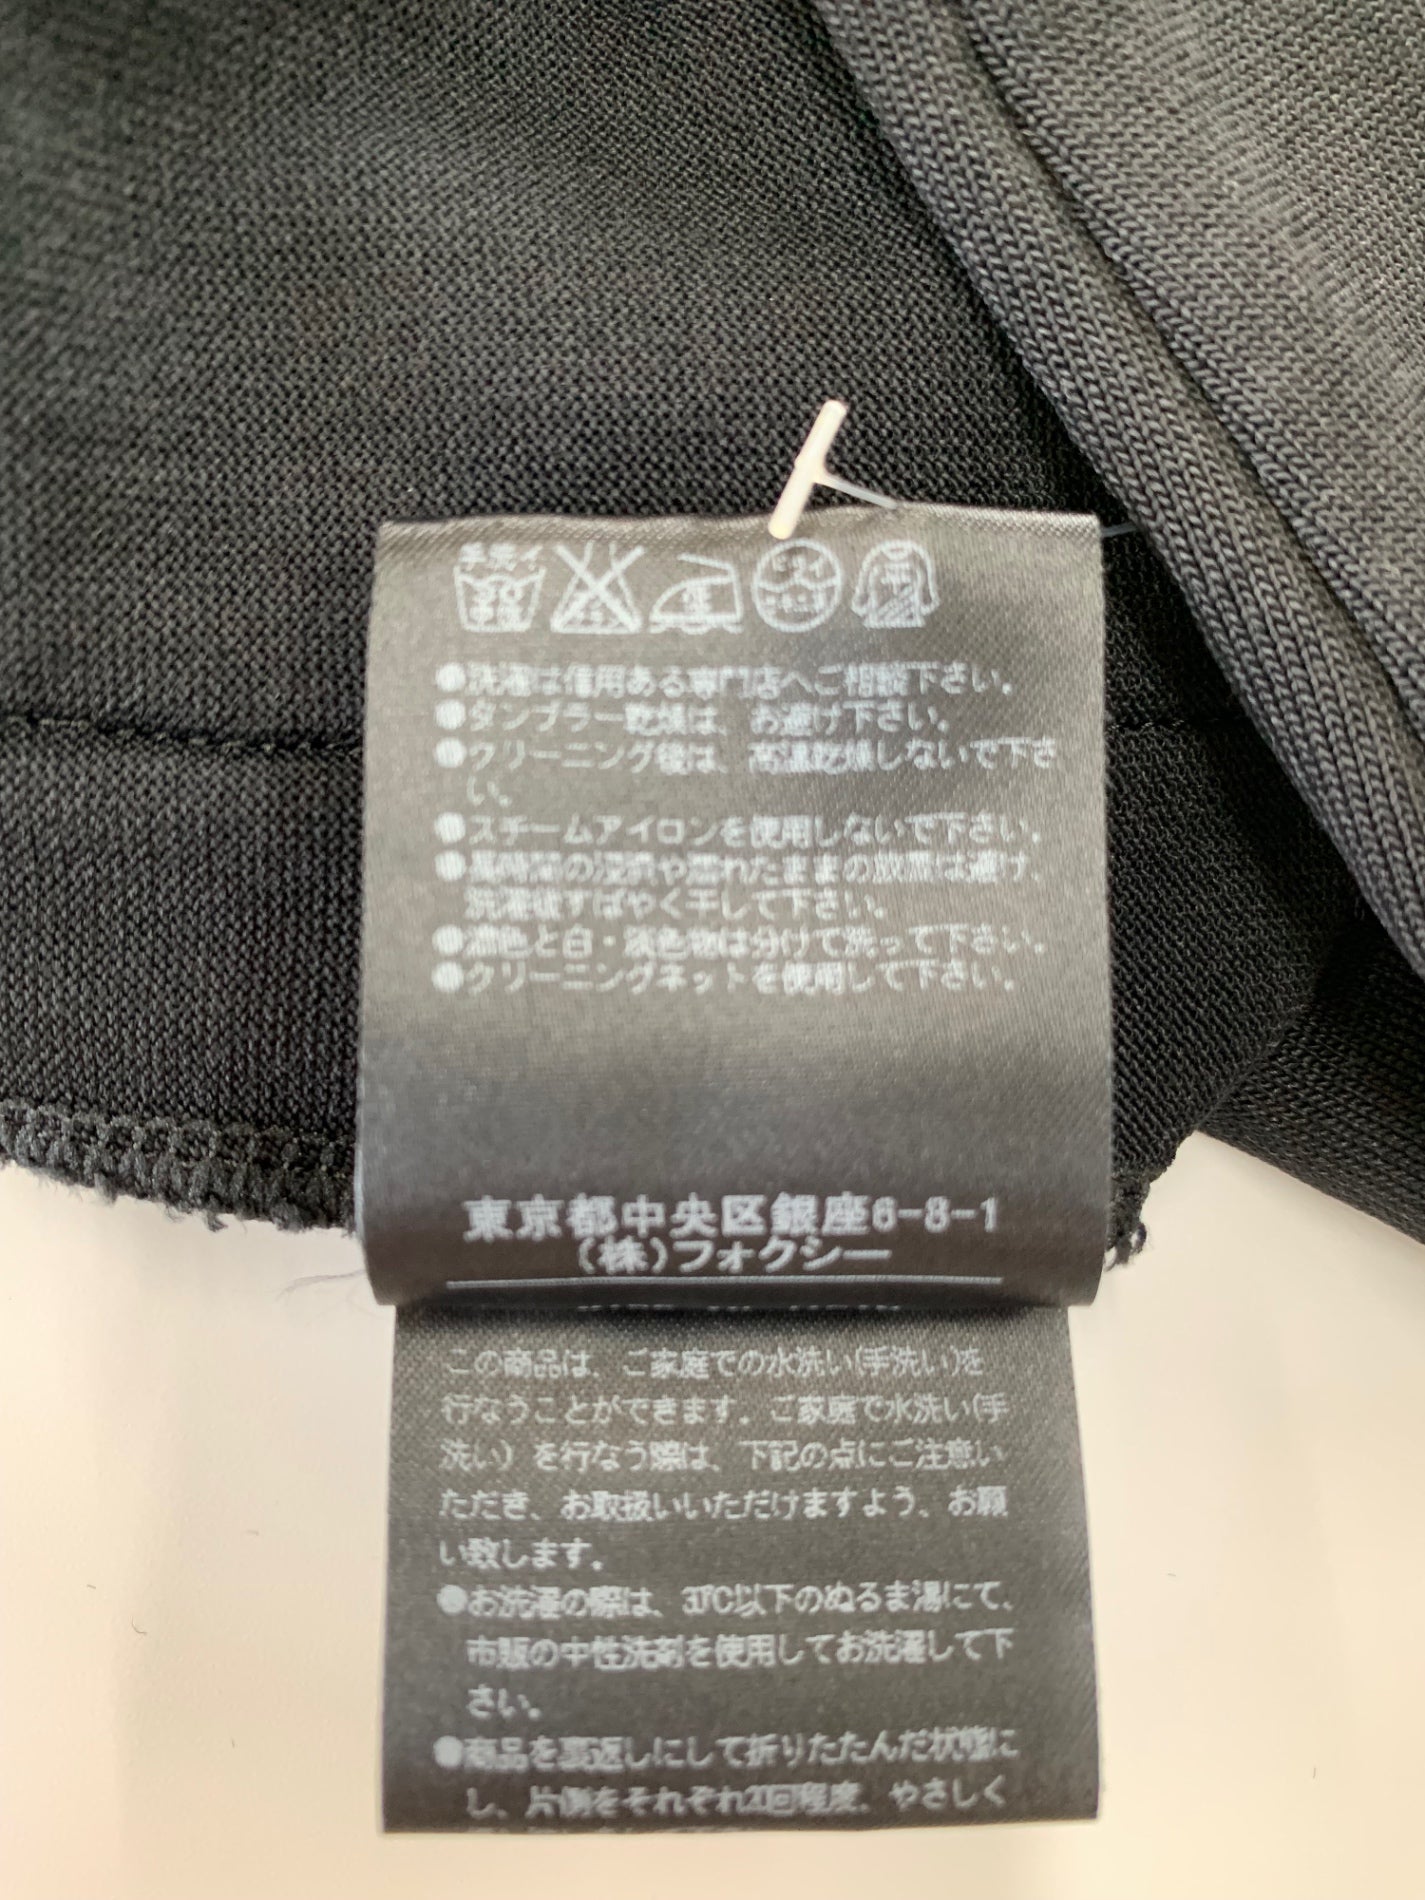 手洗イ
●洗濯は信用ある専門店へご相談下さい。
●タンブラー乾燥は、お避け下さい。
●クリーニング後は、高温乾燥しないで下さ
い。
●スチームアイロンを使用しないで下さい。
●長時間の浸漬や濡れたままの放置は避け、
洗濯後すばやく干して下さい。
●濃色と白・淡色物は分けて洗って下さい。
●クリーニングネットを使用して下さい。
東京都中央区銀座6-8-1
(株)フォクシー
この商品は、ご家庭での水洗い(手洗い)を
行なうことができます。ご家庭で水洗い(手
洗い)を行なう際は、下記の点にご注意い
ただき、お取扱いいただけますよう、お願
い致します。
●お洗濯の際は、30℃以下のぬるま湯にて、
市販の中性洗剤を使用してお洗濯して下
さい。
●商品を裏返しにして折りたたんだ状態に
し、片側をそれぞれ20回程度、やさしく